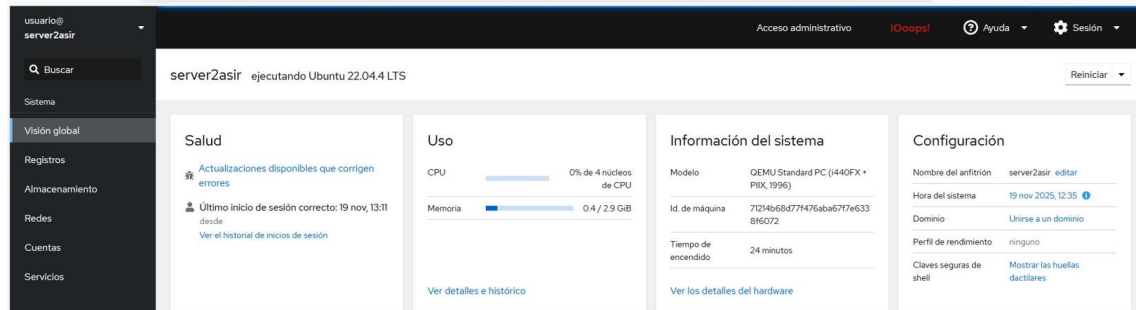 usuario@
server2asir
Acceso administrativo
¡Ooops!
Ayuda
Sesión
Buscar
Sistema
Visión global
Registros
Almacenamiento
Redes
Cuentas
Servicios
server2asir ejecutando Ubuntu 22.04.4 LTS
Reiniciar
Salud
Actualizaciones disponibles que corrigen
errores
Último inicio de sesión correcto: 19 nov, 13:11
desde
Ver el historial de inicios de sesión
Uso
CPU 0% de 4 núcleos
de CPU
Memoria 0.4 / 2.9 GiB
Ver detalles e histórico
Información del sistema
Modelo QEMU Standard PC (i440FX +
PIIX, 1996)
Id. de máquina 71214b68d77f476aba67f7e633
8f6072
Tiempo de
encendido 24 minutos
Ver los detalles del hardware
Configuración
Nombre del anfitrión server2asir editar
Hora del sistema 19 nov 2025, 12:35
Dominio Unirse a un dominio
Perfil de rendimiento ninguno
Claves seguras de Mostrar las huellas
shell dactilares